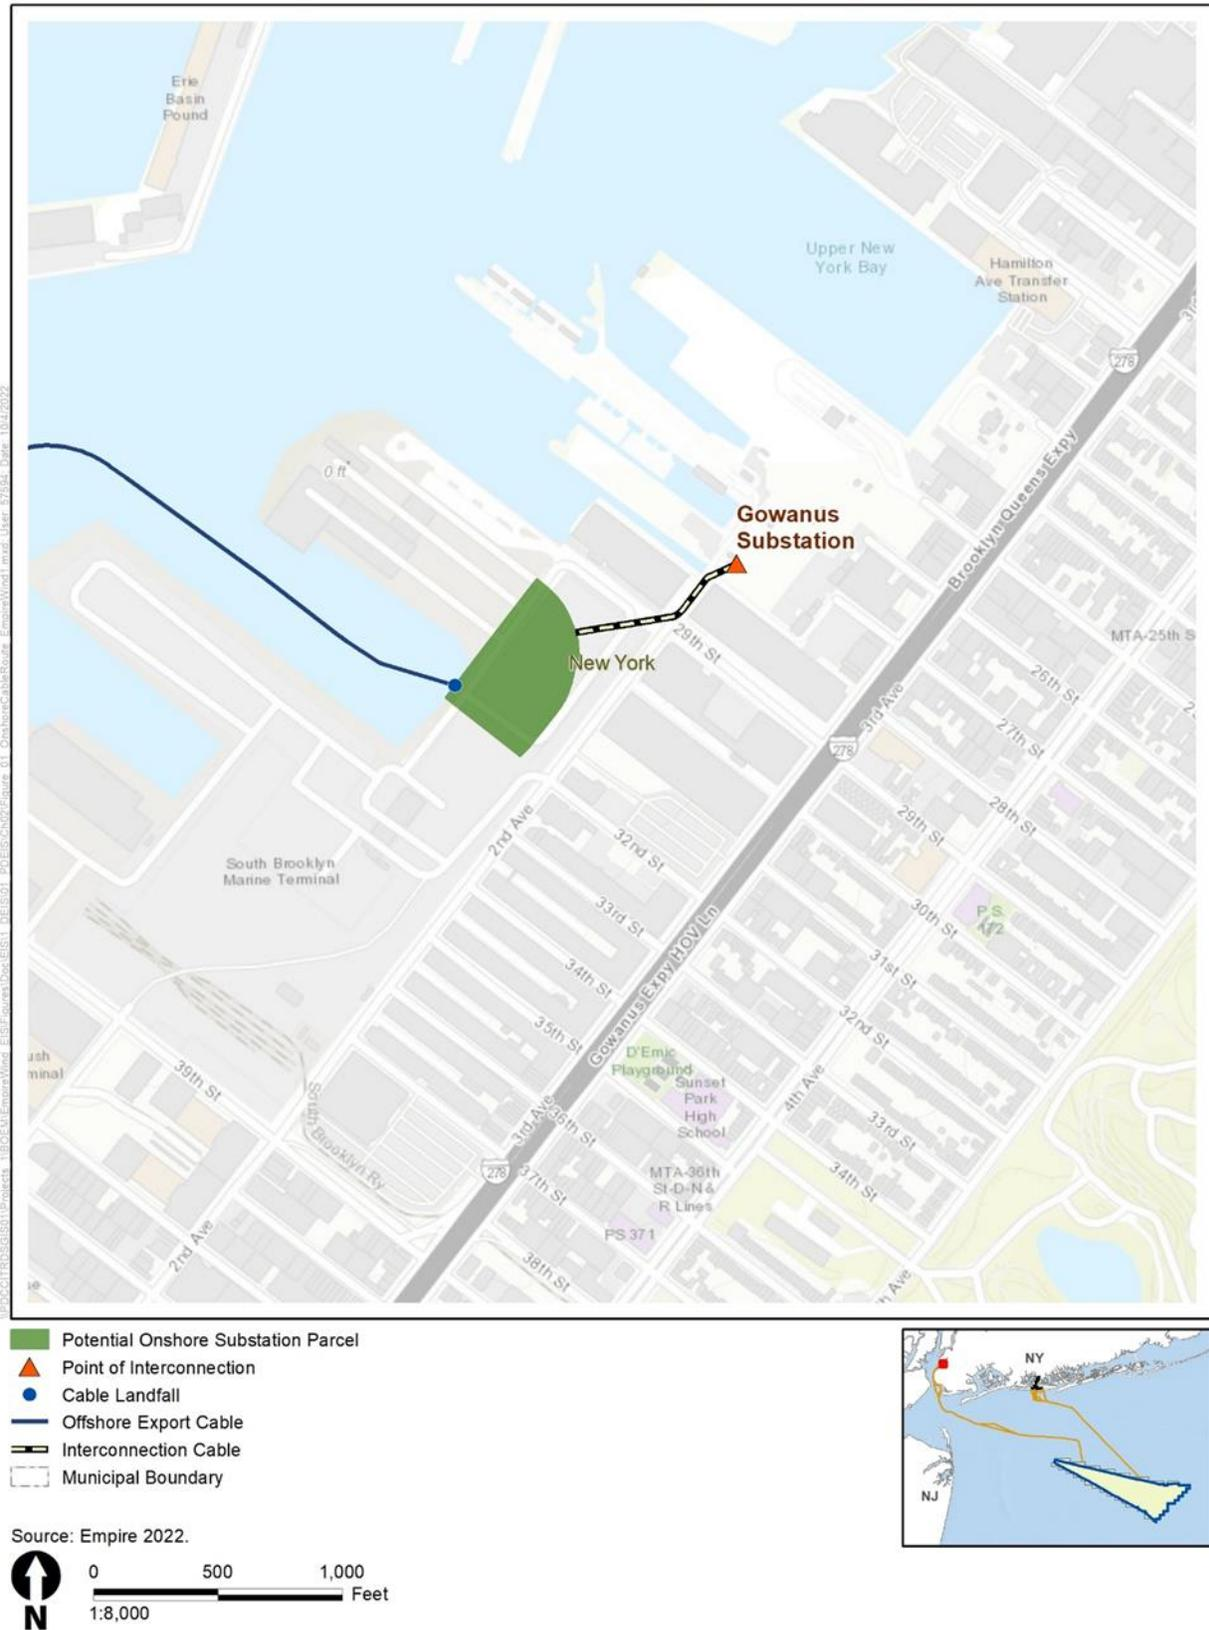 Erie
Basin
Pound
Upper New
York Bay
Hamilton
Ave Transfer
Station
3rd
278
0 ft
Gowanus
Substation
Brooklyn Queens Expy
MTA-25th S
29th St
New York
26th St
2
3rd Ave
27th St
278
28th St
29th St
2nd Ave
32nd St
South Brooklyn
Marine Terminal
P.S.
172
33rd St
30th St
Gowanus Expy HOV Ln
31st St
34th St
32nd St
35th St
D'Emic
Playground
ush
minal
39th St
Sunset
Park
High
School
4th Ave
South Brooklyn Ry
3rd Ave
36th St
33rd St
278
37th St
MTA-36th
St-D-N &
R Lines
34th St
2nd Ave
PS 371
38th St
h Ave
se
Potential Onshore Substation Parcel
Point of Interconnection
Cable Landfall
Offshore Export Cable
Interconnection Cable
Municipal Boundary
NY
NJ
Source: Empire 2022.
N
0 500 1,000
Feet
1:8,000